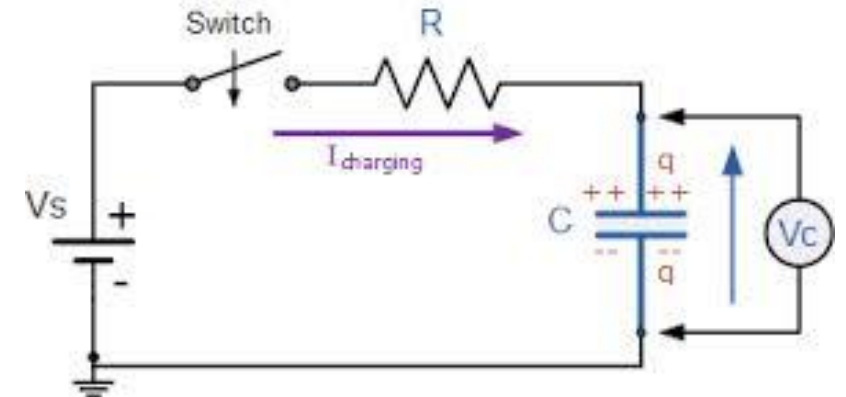 Switch
R
I charging
Vs
+
-
C
q
+ + + +
-- --
q
Vc